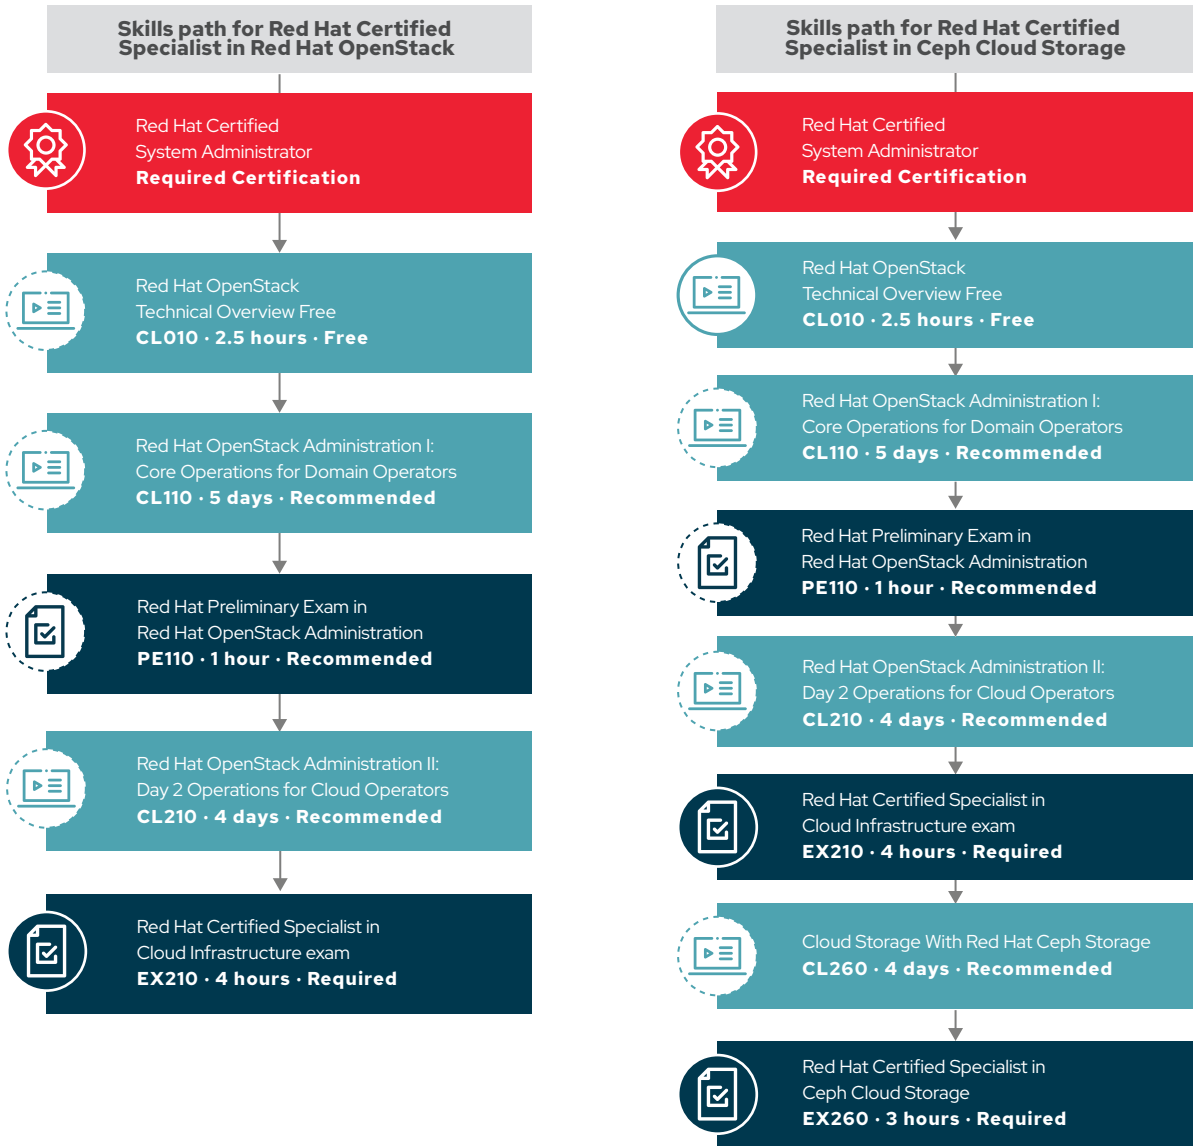 Skills path for Red Hat Certified
Specialist in Red Hat OpenStack
Red Hat Certified
System Administrator
Required Certification
Red Hat OpenStack
Technical Overview Free
CL010 · 2.5 hours · Free
Red Hat OpenStack Administration I:
Core Operations for Domain Operators
CL110 · 5 days · Recommended
Red Hat Preliminary Exam in
Red Hat OpenStack Administration
PE110 · 1 hour · Recommended
Red Hat OpenStack Administration II:
Day 2 Operations for Cloud Operators
CL210 · 4 days · Recommended
Red Hat Certified Specialist in
Cloud Infrastructure exam
EX210 · 4 hours · Required
Skills path for Red Hat Certified
Specialist in Ceph Cloud Storage
Red Hat Certified
System Administrator
Required Certification
Red Hat OpenStack
Technical Overview Free
CL010 · 2.5 hours · Free
Red Hat OpenStack Administration I:
Core Operations for Domain Operators
CL110 · 5 days · Recommended
Red Hat Preliminary Exam in
Red Hat OpenStack Administration
PE110 · 1 hour · Recommended
Red Hat OpenStack Administration II:
Day 2 Operations for Cloud Operators
CL210 · 4 days · Recommended
Red Hat Certified Specialist in
Cloud Infrastructure exam
EX210 · 4 hours · Required
Cloud Storage With Red Hat Ceph Storage
CL260 · 4 days · Recommended
Red Hat Certified Specialist in
Ceph Cloud Storage
EX260 · 3 hours · Required